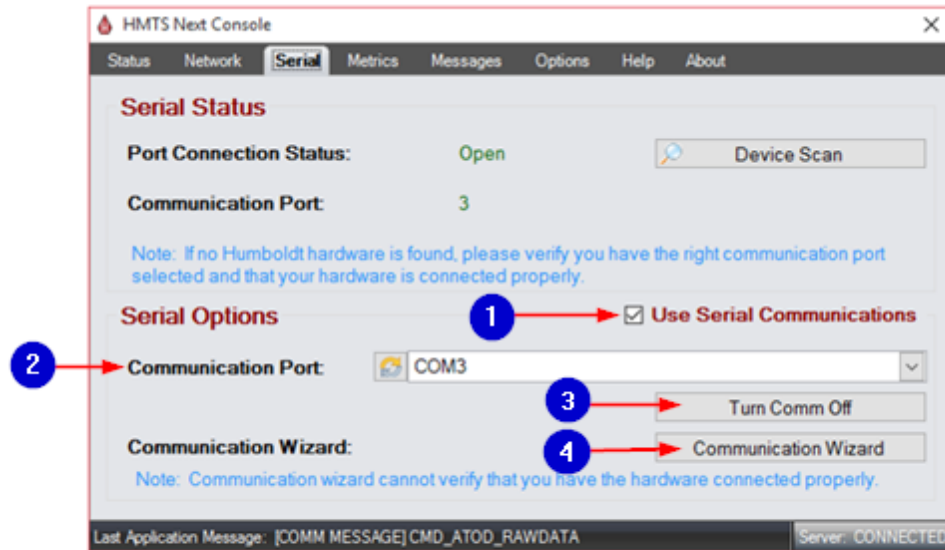 HMTS Next Console
Status Network Serial Metrics Messages Options Help About
Serial Status
Port Connection Status: Open Device Scan
Communication Port: 3
Note: If no Humboldt hardware is found, please verify you have the right communication port
selected and that your hardware is connected properly.
Serial Options 1 Use Serial Communications
2 Communication Port: COM3
3 Turn Comm Off
Communication Wizard: 4 Communication Wizard
Note: Communication wizard cannot verify that you have the hardware connected properly.
Last Application Message: [COMM MESSAGE] CMD_ATOD_RAWDATA Server: CONNECTED